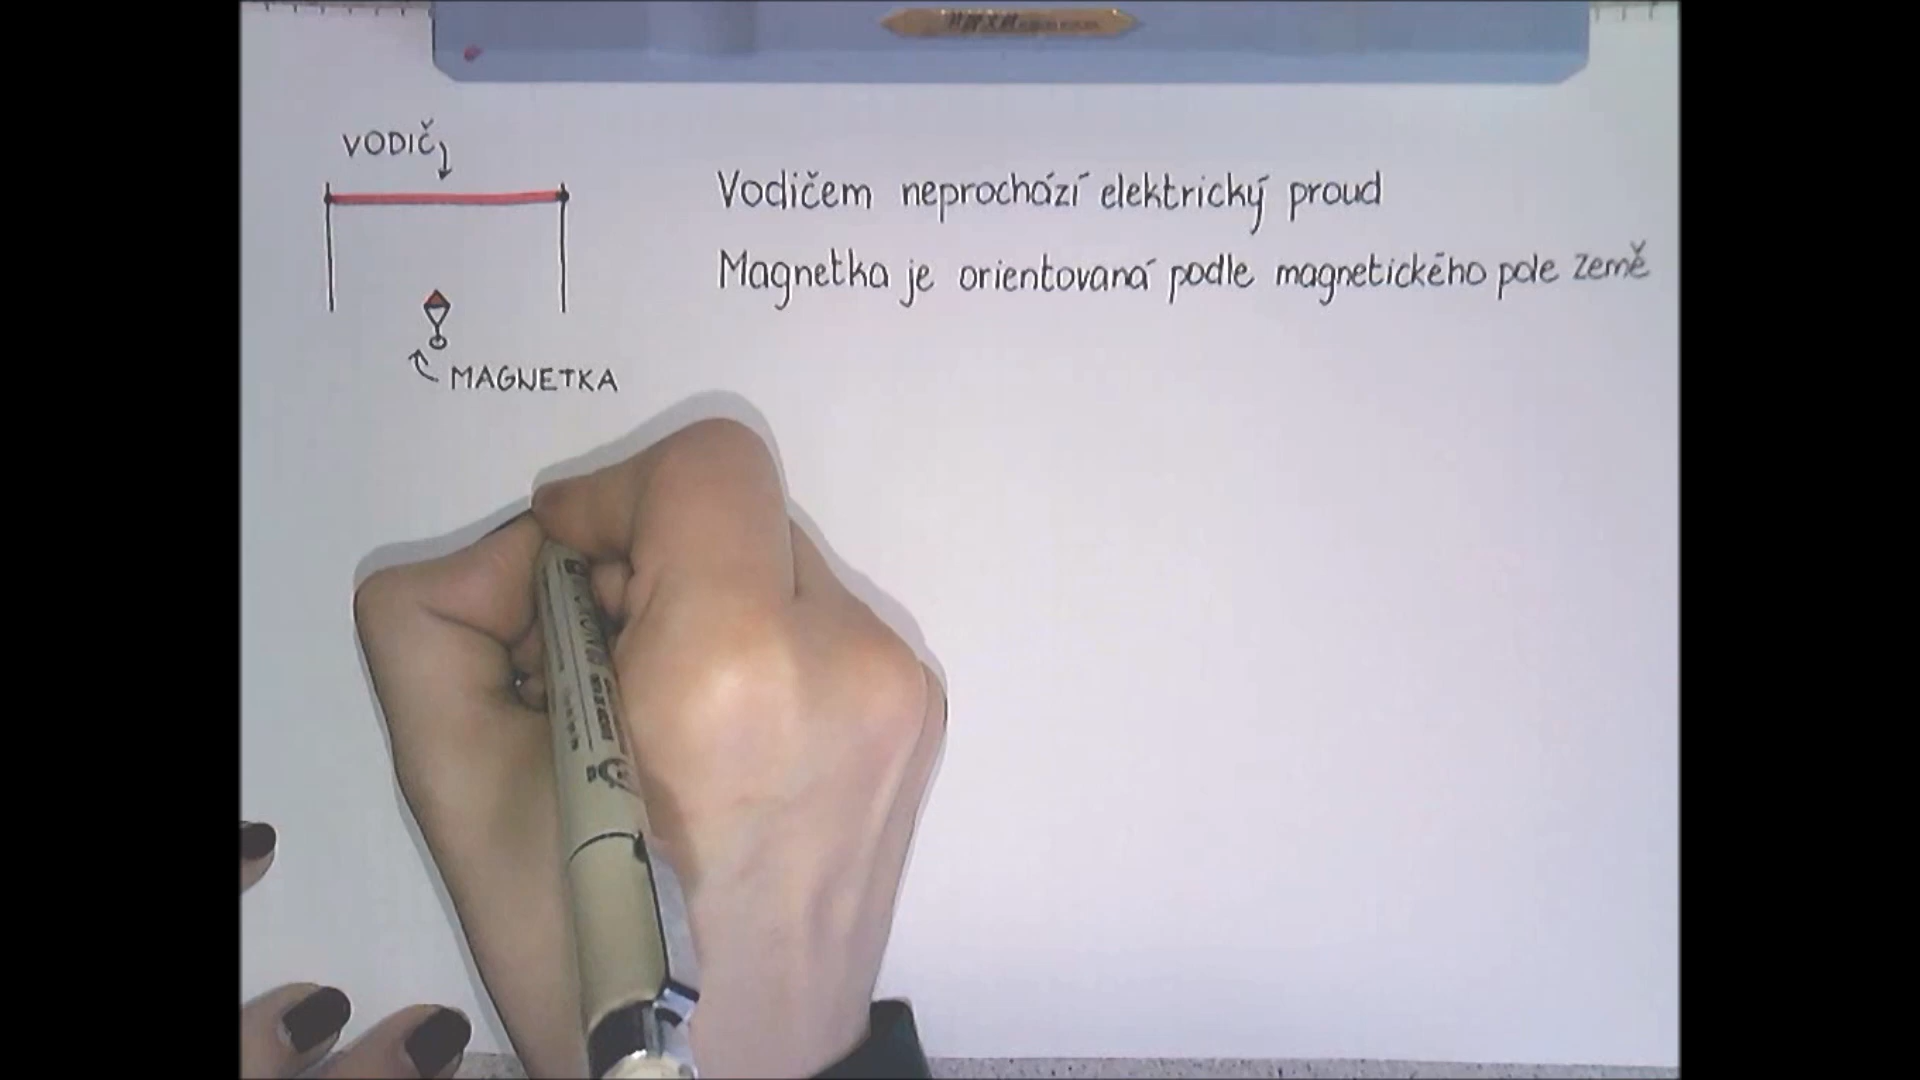 VODIČ
Vodičem neprochází elektrický proud
Magnetka je orientovaná podle magnetického pole Země
MAGNETKA